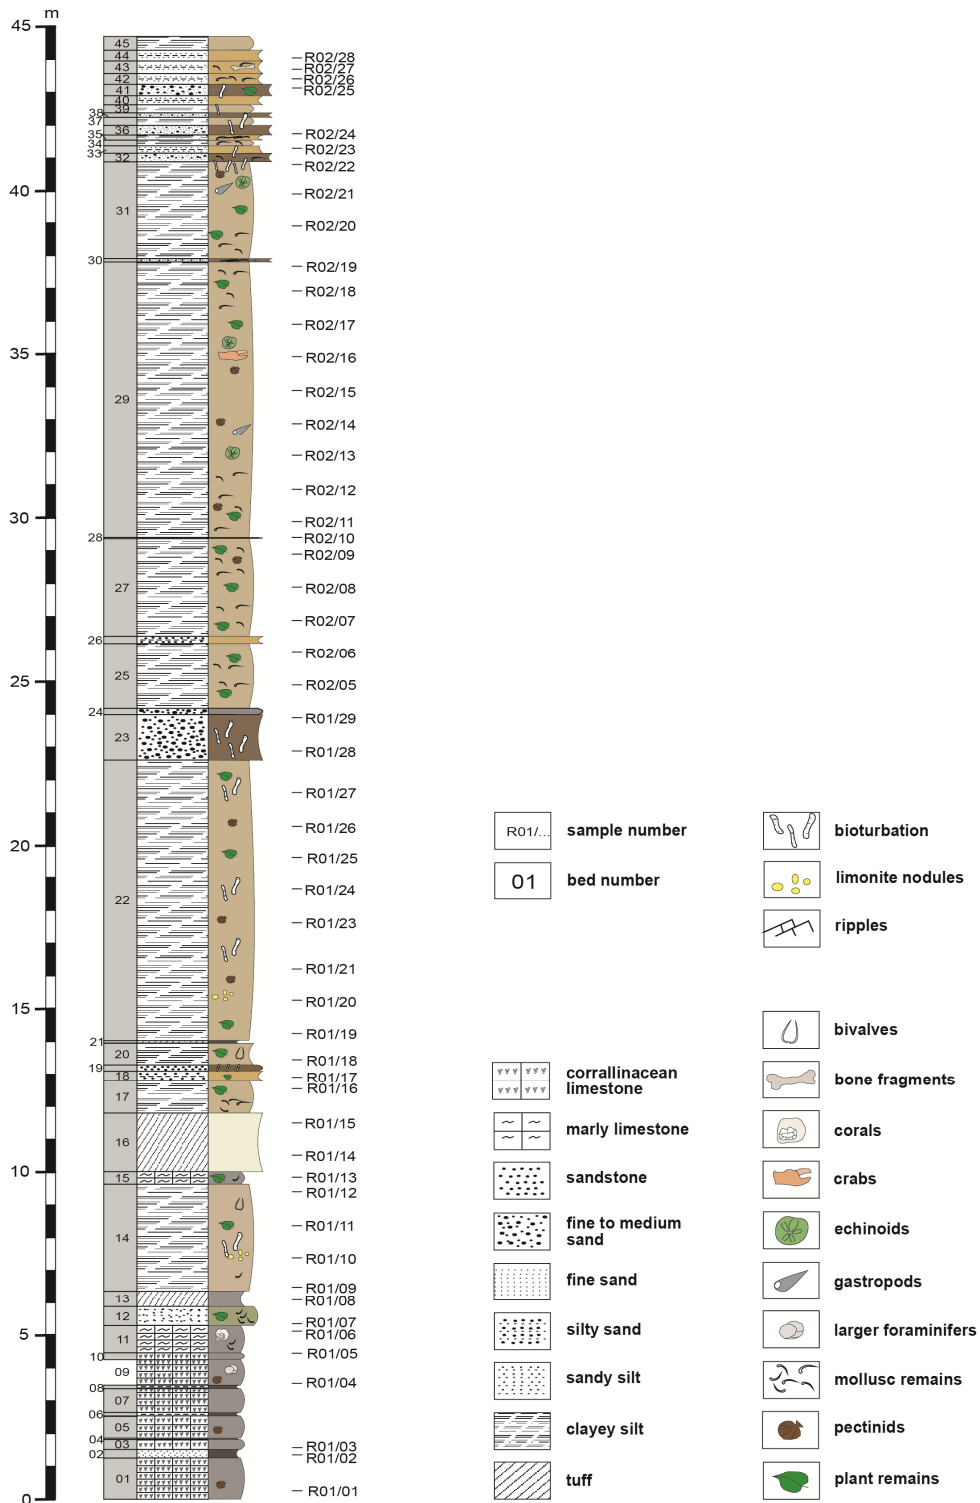 m
45
40
35
30
25
20
15
10
5
0
45
44
43
42
41
40
39
38
37
36
35
34
33
32
31
30
29
28
27
26
25
24
23
22
21
20
19
18
17
16
15
14
13
12
11
10
09
08
07
06
05
04
03
02
01
R02/28
R02/27
R02/26
R02/25
R02/24
R02/23
R02/22
R02/21
R02/20
R02/19
R02/18
R02/17
R02/16
R02/15
R02/14
R02/13
R02/12
R02/11
R02/10
R02/09
R02/08
R02/07
R02/06
R02/05
R01/29
R01/28
R01/27
R01/26
R01/25
R01/24
R01/23
R01/21
R01/20
R01/19
R01/18
R01/17
R01/16
R01/15
R01/14
R01/13
R01/12
R01/11
R01/10
R01/09
R01/08
R01/07
R01/06
R01/05
R01/04
R01/03
R01/02
R01/01
R01/... sample number
01 bed number
corrallinacean
limestone
marly limestone
sandstone
fine to medium
sand
fine sand
silty sand
sandy silt
clayey silt
tuff
bioturbation
limonite nodules
ripples
bivalves
bone fragments
corals
crabs
echinoids
gastropods
larger foraminifers
mollusc remains
pectinids
plant remains